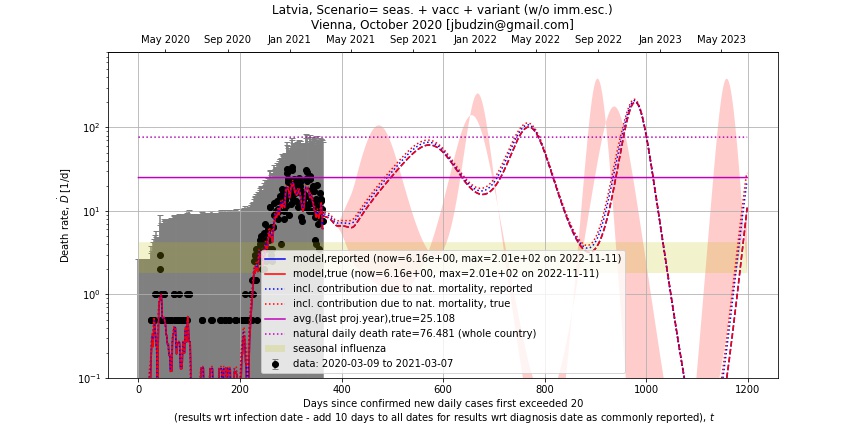 Latvia, Scenario= seas. + vacc + variant (w/o imm.esc.)
Vienna, October 2020 [jbudzin@gmail.com]
May 2020 Sep 2020 Jan 2021 May 2021 Sep 2021 Jan 2022 May 2022 Sep 2022 Jan 2023 May 2023
10²
10¹
10⁰
10⁻¹
Death rate, Ḋ [1/d]
model,reported (now=6.16e+00, max=2.01e+02 on 2022-11-11)
model,true (now=6.16e+00, max=2.01e+02 on 2022-11-11)
incl. contribution due to nat. mortality, reported
incl. contribution due to nat. mortality, true
avg.(last proj.year),true=25.108
natural daily death rate=76.481 (whole country)
seasonal influenza
data: 2020-03-09 to 2021-03-07
0 200 400 600 800 1000 1200
Days since confirmed new daily cases first exceeded 20
(results wrt infection date - add 10 days to all dates for results wrt diagnosis date as commonly reported), t